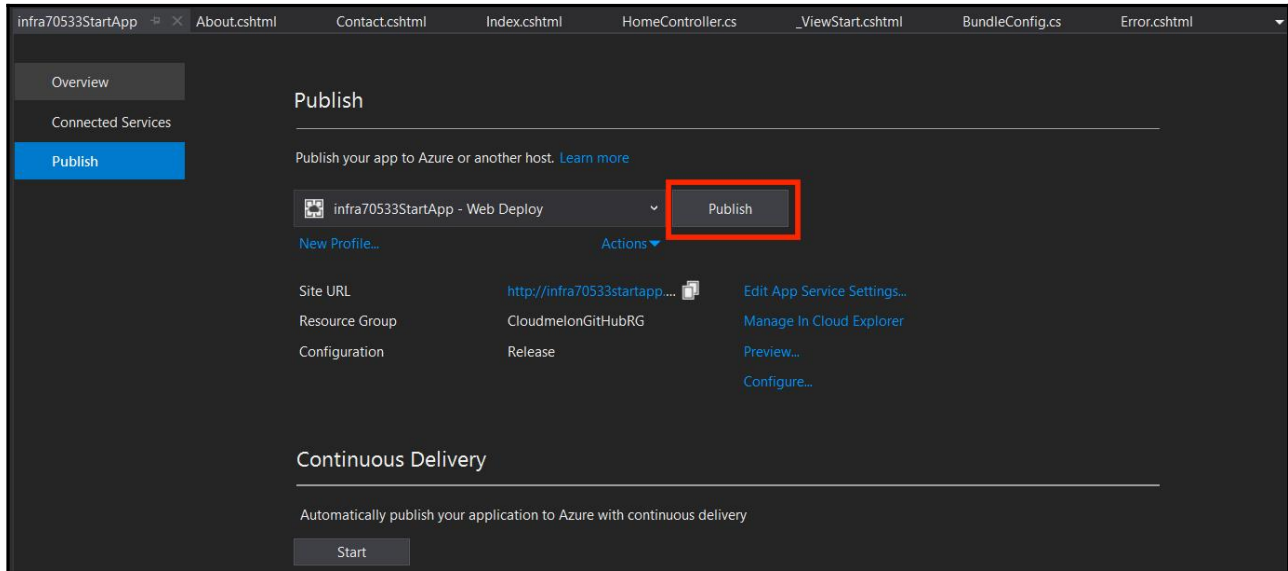 infra70533StartApp About.cshtml Contact.cshtml Index.cshtml HomeController.cs _ViewStart.cshtml BundleConfig.cs Error.cshtml
Overview
Connected Services
Publish
Publish
Publish your app to Azure or another host. Learn more
infra70533StartApp - Web Deploy Publish
New Profile... Actions
Site URL http://infra70533startapp.... Edit App Service Settings...
Resource Group CloudmelonGitHubRG Manage In Cloud Explorer
Configuration Release Preview...
Configure...
Continuous Delivery
Automatically publish your application to Azure with continuous delivery
Start